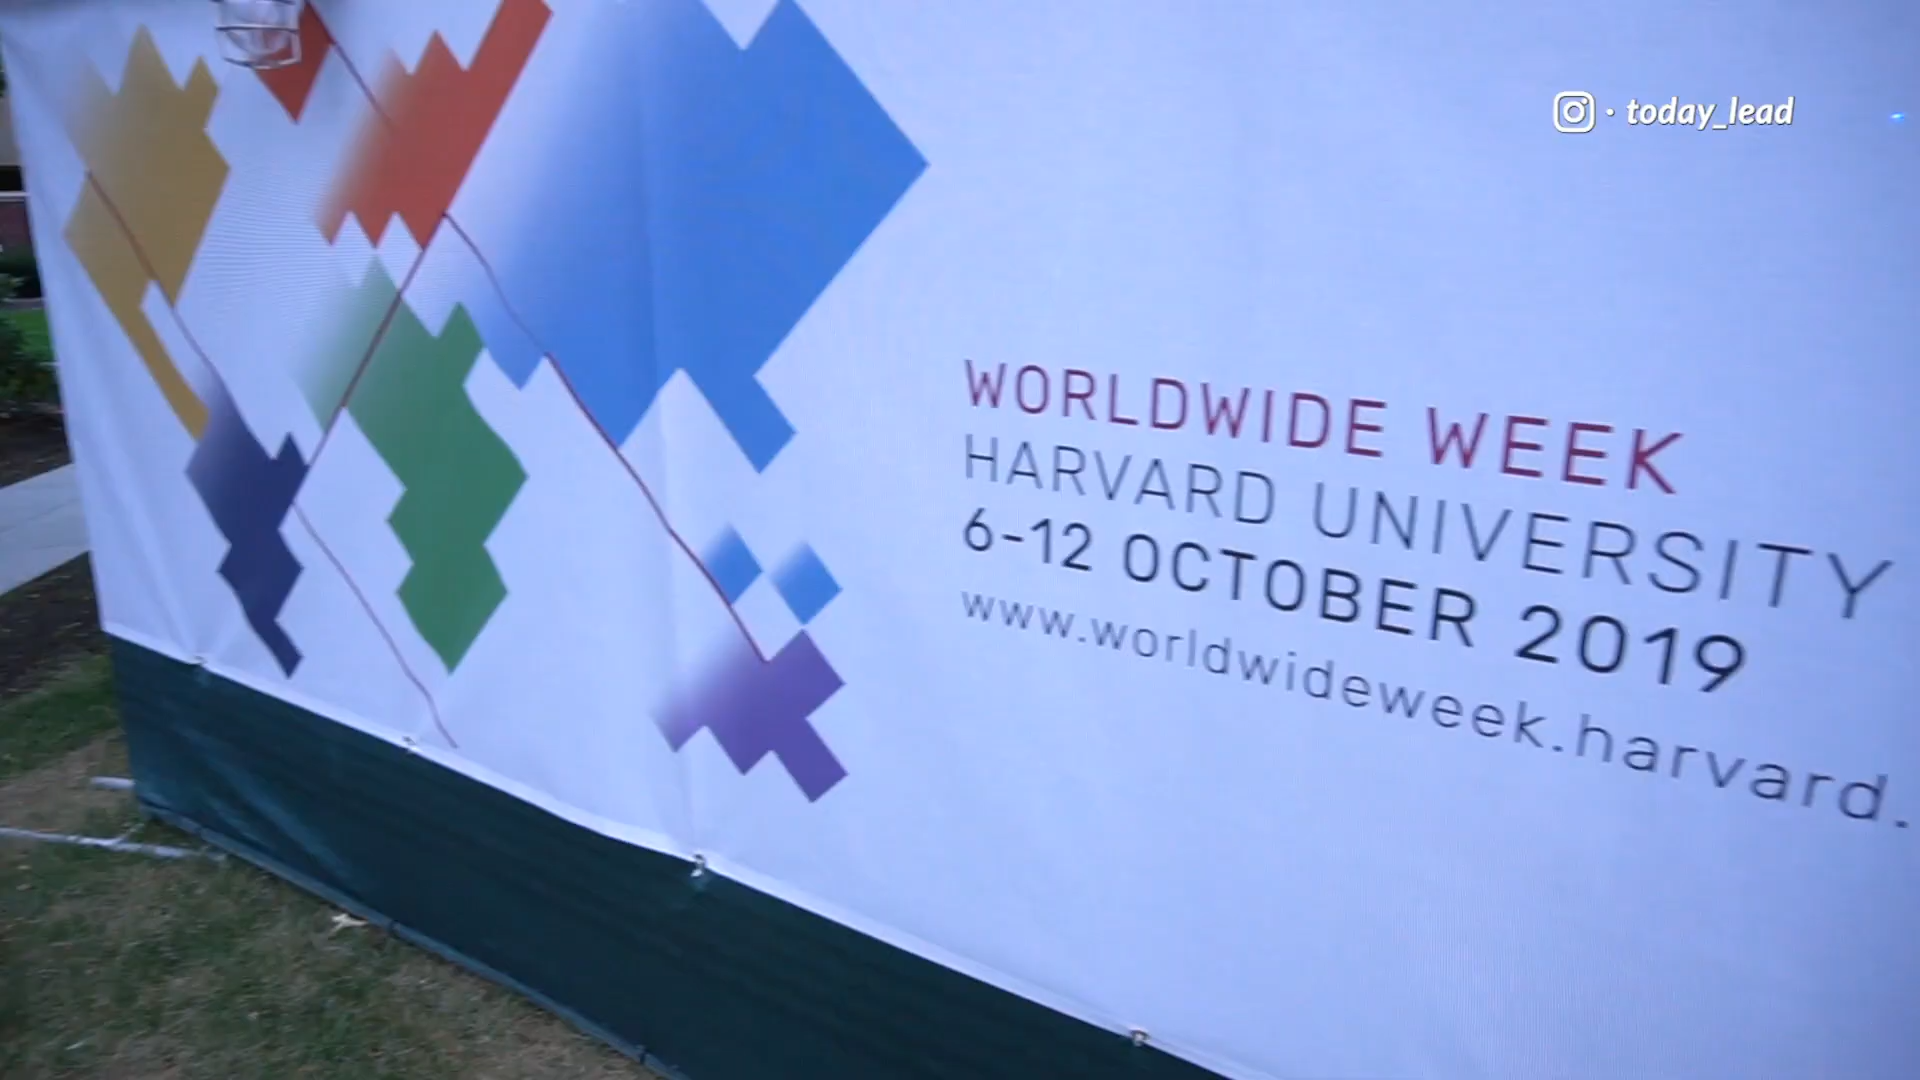 · today_lead
WORLDWIDE WEEK
HARVARD UNIVERSITY
6-12 OCTOBER 2019
www.worldwideweek.harvard.